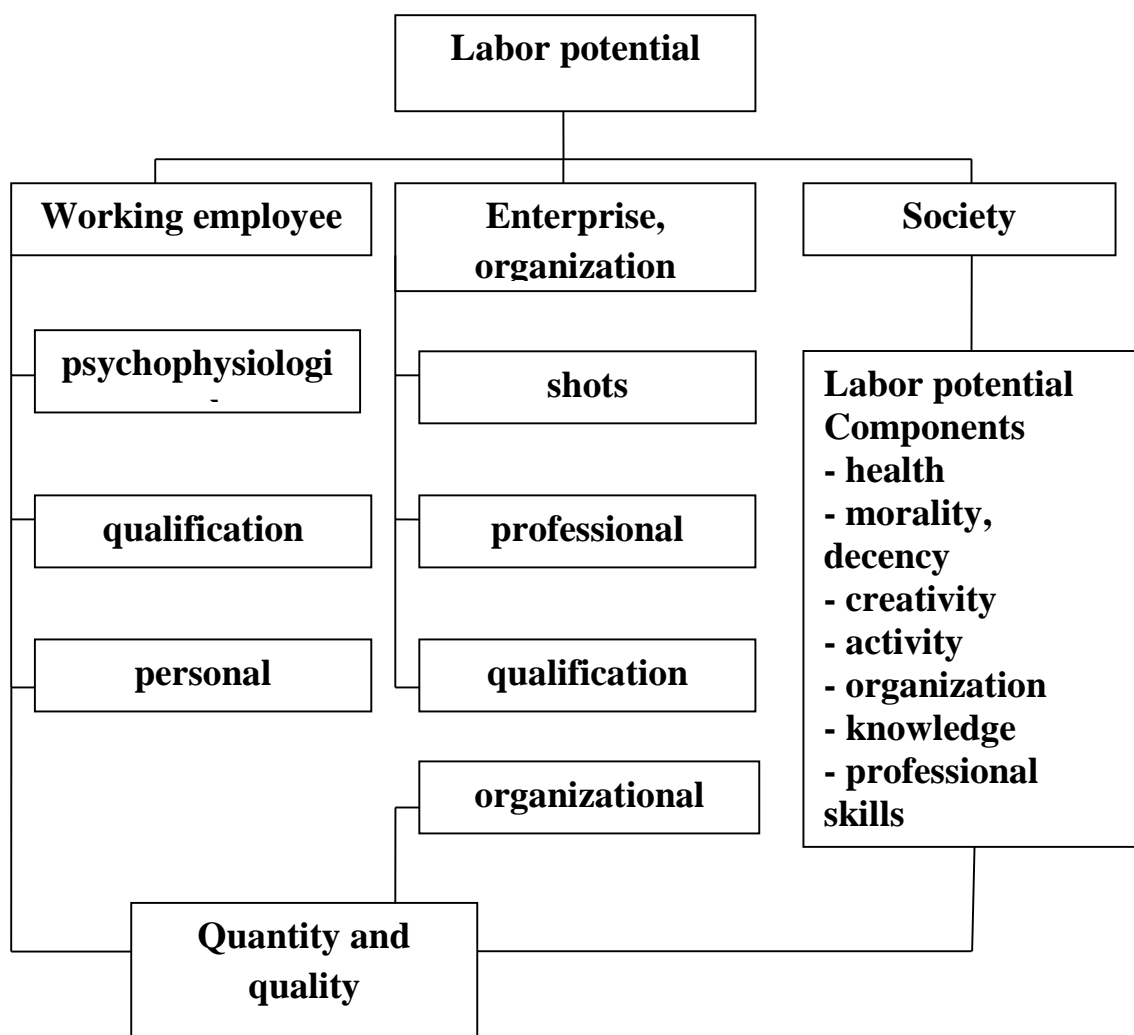 Labor potential
Working employee
Enterprise,
organization
Society
psychophysiologi
shots
Labor potential
Components
- health
- morality,
decency
- creativity
- activity
- organization
- knowledge
- professional
skills
qualification
professional
personal
qualification
organizational
Quantity and
quality